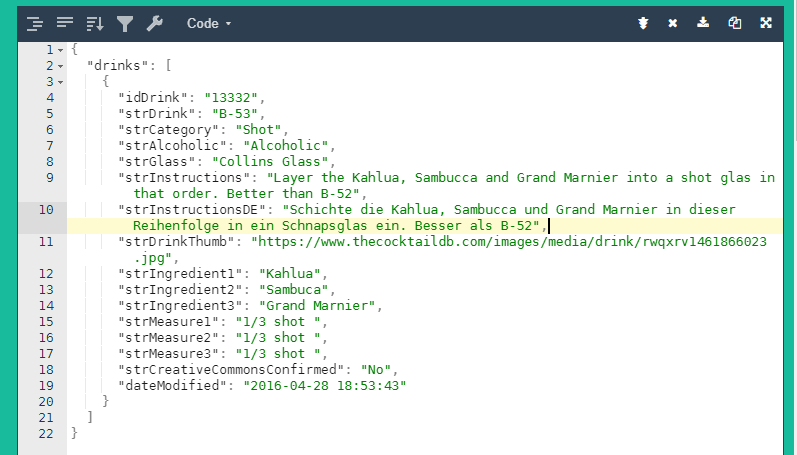 Code
1 {
2 "drinks": [
3 {
4 "idDrink": "13332",
5 "strDrink": "B-53",
6 "strCategory": "Shot",
7 "strAlcoholic": "Alcoholic",
8 "strGlass": "Collins Glass",
9 "strInstructions": "Layer the Kahlua, Sambucca and Grand Marnier into a shot glas in
that order. Better than B-52",
10 "strInstructionsDE": "Schichte die Kahlua, Sambucca und Grand Marnier in dieser
Reihenfolge in ein Schnapsglas ein. Besser als B-52",
11 "strDrinkThumb": "https://www.thecocktaildb.com/images/media/drink/rwqxrv1461866023
.jpg",
12 "strIngredient1": "Kahlua",
13 "strIngredient2": "Sambuca",
14 "strIngredient3": "Grand Marnier",
15 "strMeasure1": "1/3 shot ",
16 "strMeasure2": "1/3 shot ",
17 "strMeasure3": "1/3 shot ",
18 "strCreativeCommonsConfirmed": "No",
19 "dateModified": "2016-04-28 18:53:43"
20 }
21 ]
22 }